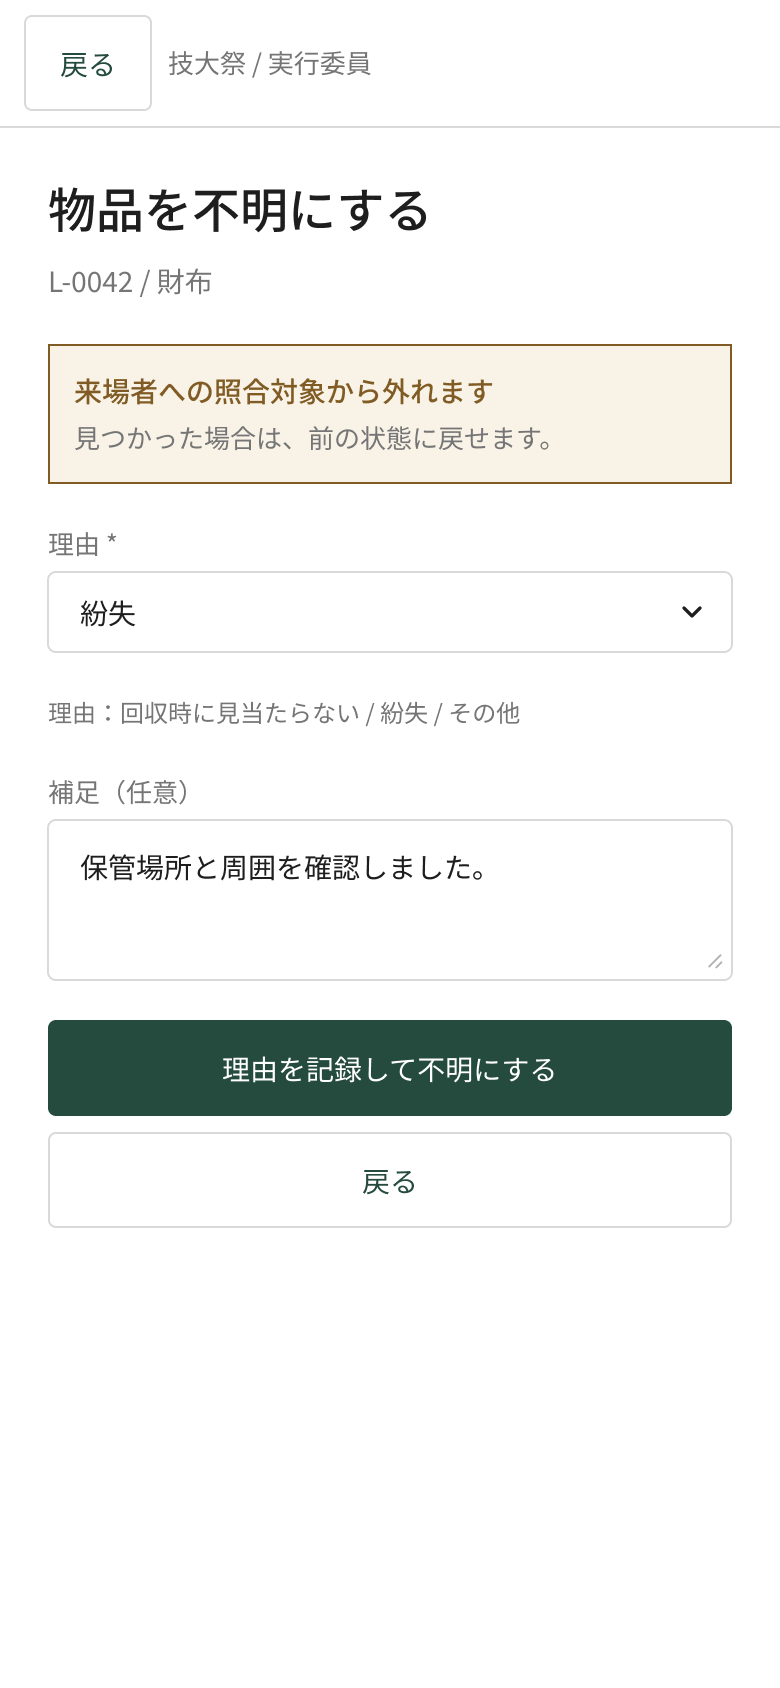 戻る
技大祭 / 実行委員
物品を不明にする
L-0042 / 財布
来場者への照合対象から外れます
見つかった場合は、前の状態に戻せます。
理由 *
紛失
理由：回収時に見当たらない / 紛失 / その他
補足（任意）
保管場所と周囲を確認しました。
理由を記録して不明にする
戻る